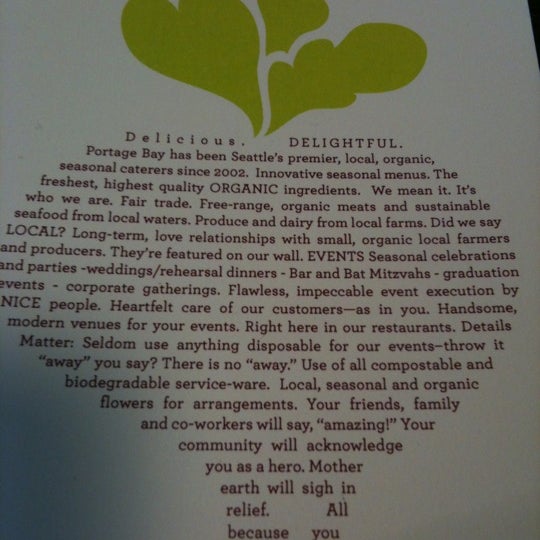 Delicious. DELIGHTFUL.
Portage Bay has been Seattle's premier, local, organic,
seasonal caterers since 2002. Innovative seasonal menus. The
freshest, highest quality ORGANIC ingredients. We mean it. It's
who we are. Fair trade. Free-range, organic meats and sustainable
seafood from local waters. Produce and dairy from local farms. Did we say
LOCAL? Long-term, love relationships with small, organic local farmers
and producers. They're featured on our wall. EVENTS Seasonal celebrations
and parties -weddings/rehearsal dinners - Bar and Bat Mitzvahs - graduation
events - corporate gatherings. Flawless, impeccable event execution by
NICE people. Heartfelt care of our customers—as in you. Handsome,
modern venues for your events. Right here in our restaurants. Details
Matter: Seldom use anything disposable for our events—throw it
"away" you say? There is no "away." Use of all compostable and
biodegradable service-ware. Local, seasonal and organic
flowers for arrangements. Your friends, family
and co-workers will say, "amazing!" Your
community will acknowledge
you as a hero. Mother
earth will sigh in
relief. All
because you